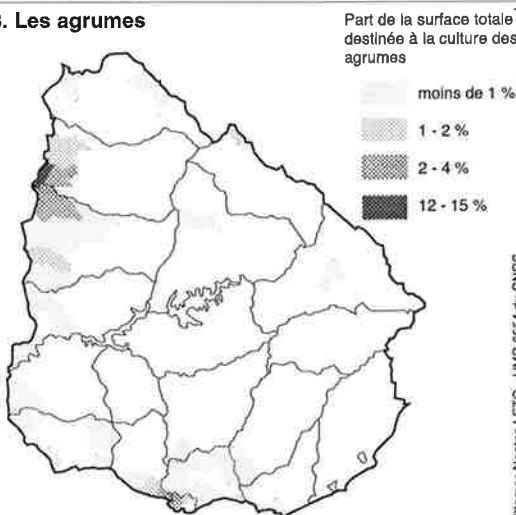 . Les agrumes
Part de la surface totale
destinée à la culture des
agrumes
moins de 1 %
1 - 2 %
2 - 4 %
12 - 15 %